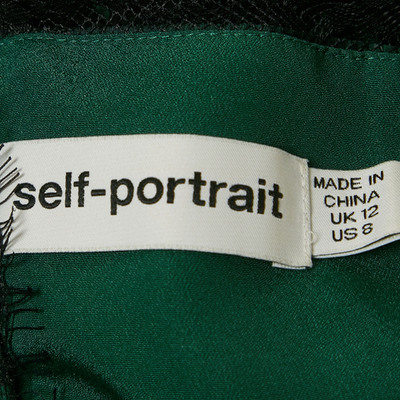 self-portrait
MADE IN
CHINA
UK 12
US 8